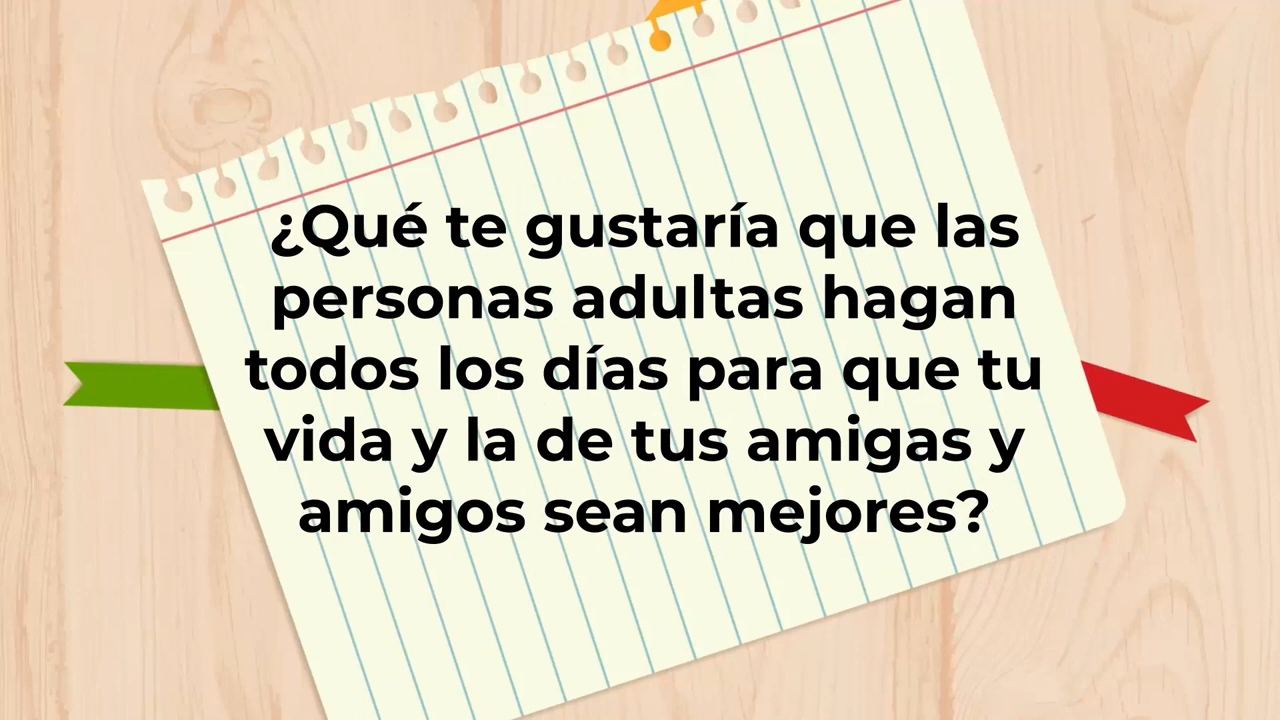 ¿Qué te gustaría que las
personas adultas hagan
todos los días para que tu
vida y la de tus amigas y
amigos sean mejores?